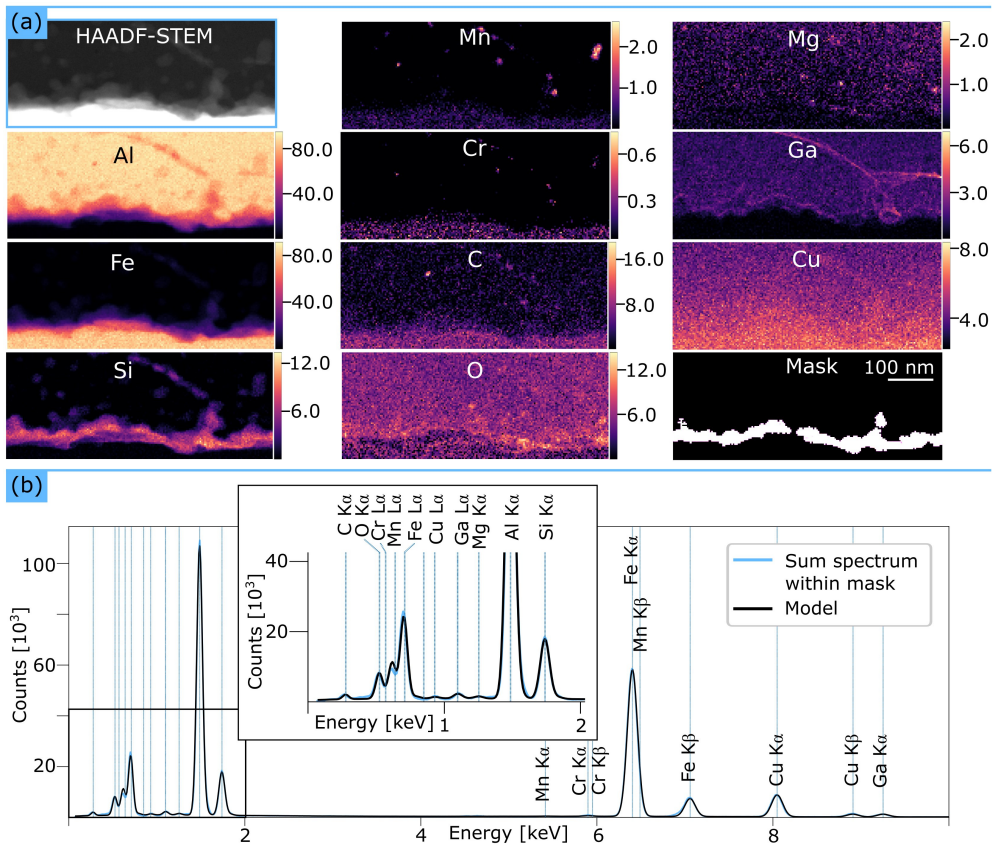 (a)
HAADF-STEM
Mn
2.0
1.0
Mg
2.0
1.0
Al
80.0
40.0
Cr
0.6
0.3
Ga
6.0
3.0
Fe
80.0
40.0
C
16.0
8.0
Cu
8.0
4.0
Si
12.0
6.0
O
12.0
6.0
Mask
100 nm
(b)
Counts [10³]
100
60
20
C Kα
O Kα
Cr Lα
Mn Lα
Fe Lα
Cu Lα
Ga Lα
Mg Kα
Al Kα
Si Kα
Counts [10³]
40
20
Energy [keV]
1
2
Sum spectrum
within mask
Model
Mn Kα
Cr Kα
Cr Kβ
Fe Kα
Mn Kβ
Fe Kβ
Cu Kα
Cu Kβ
Ga Kα
2
4
Energy [keV]
6
8